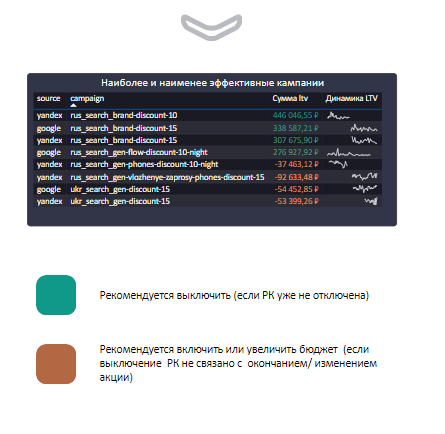 Наиболее и наименее эффективные кампании
source campaign Сумма ltv Динамика LTV
yandex rus_search_brand-discount-10 446 046,55 ₽
google rus_search_brand-discount-15 338 587,21 ₽
yandex rus_search_brand-discount-15 307 675,90 ₽
google rus_search_gen-flow-discount-10-night 276 927,92 ₽
yandex rus_search_gen-phones-discount-10-night -37 463,12 ₽
yandex rus_search_gen-vlozhenye-zaprosy-phones-discount-15 -92 633,48 ₽
google ukr_search_gen-discount-15 -54 452,85 ₽
yandex ukr_search_gen-discount-15 -53 399,26 ₽
Рекомендуется выключить (если РК уже не отключена)
Рекомендуется включить или увеличить бюджет (если
выключение РК не связано с окончанием/ изменением
акции)